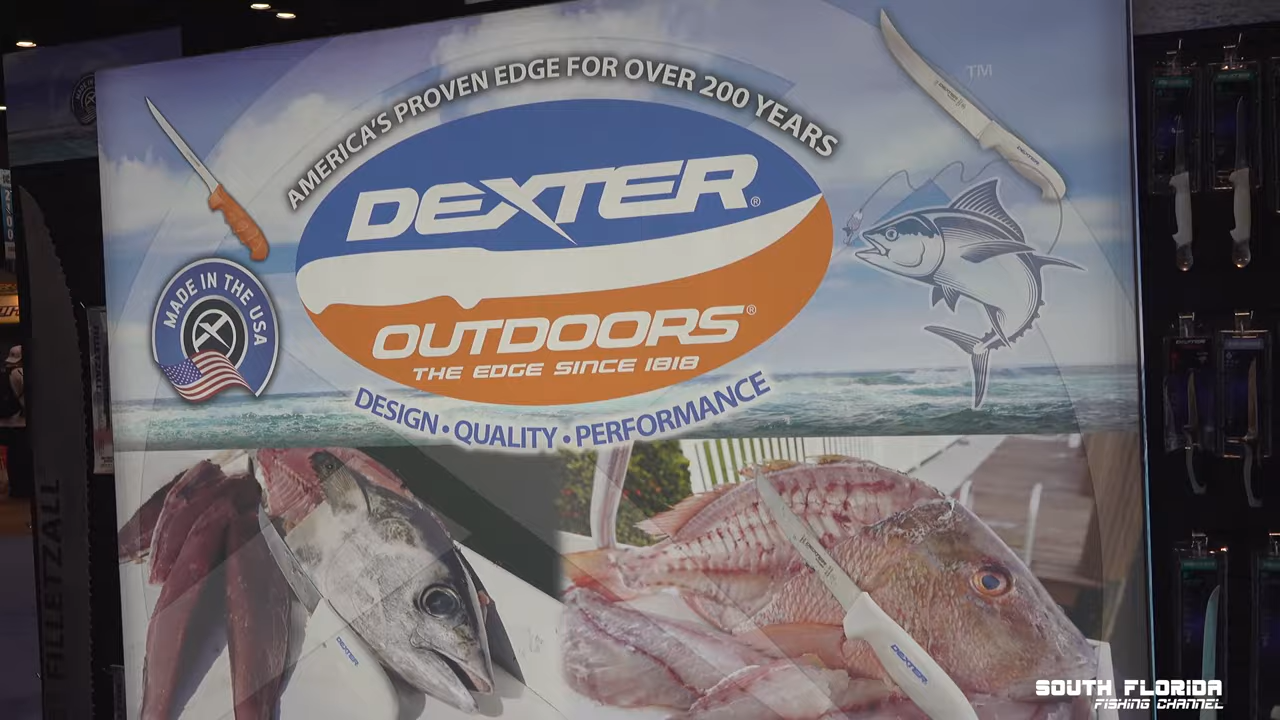 AMERICA'S PROVEN EDGE FOR OVER 200 YEARS
TM
DEXTER®
MADE IN THE USA
OUTDOORS®
THE EDGE SINCE 1818
DESIGN • QUALITY • PERFORMANCE
FILLETZALL
DEXTER
DEXTER
DEXTER
SOUTH FLORIDA
FISHING CHANNEL